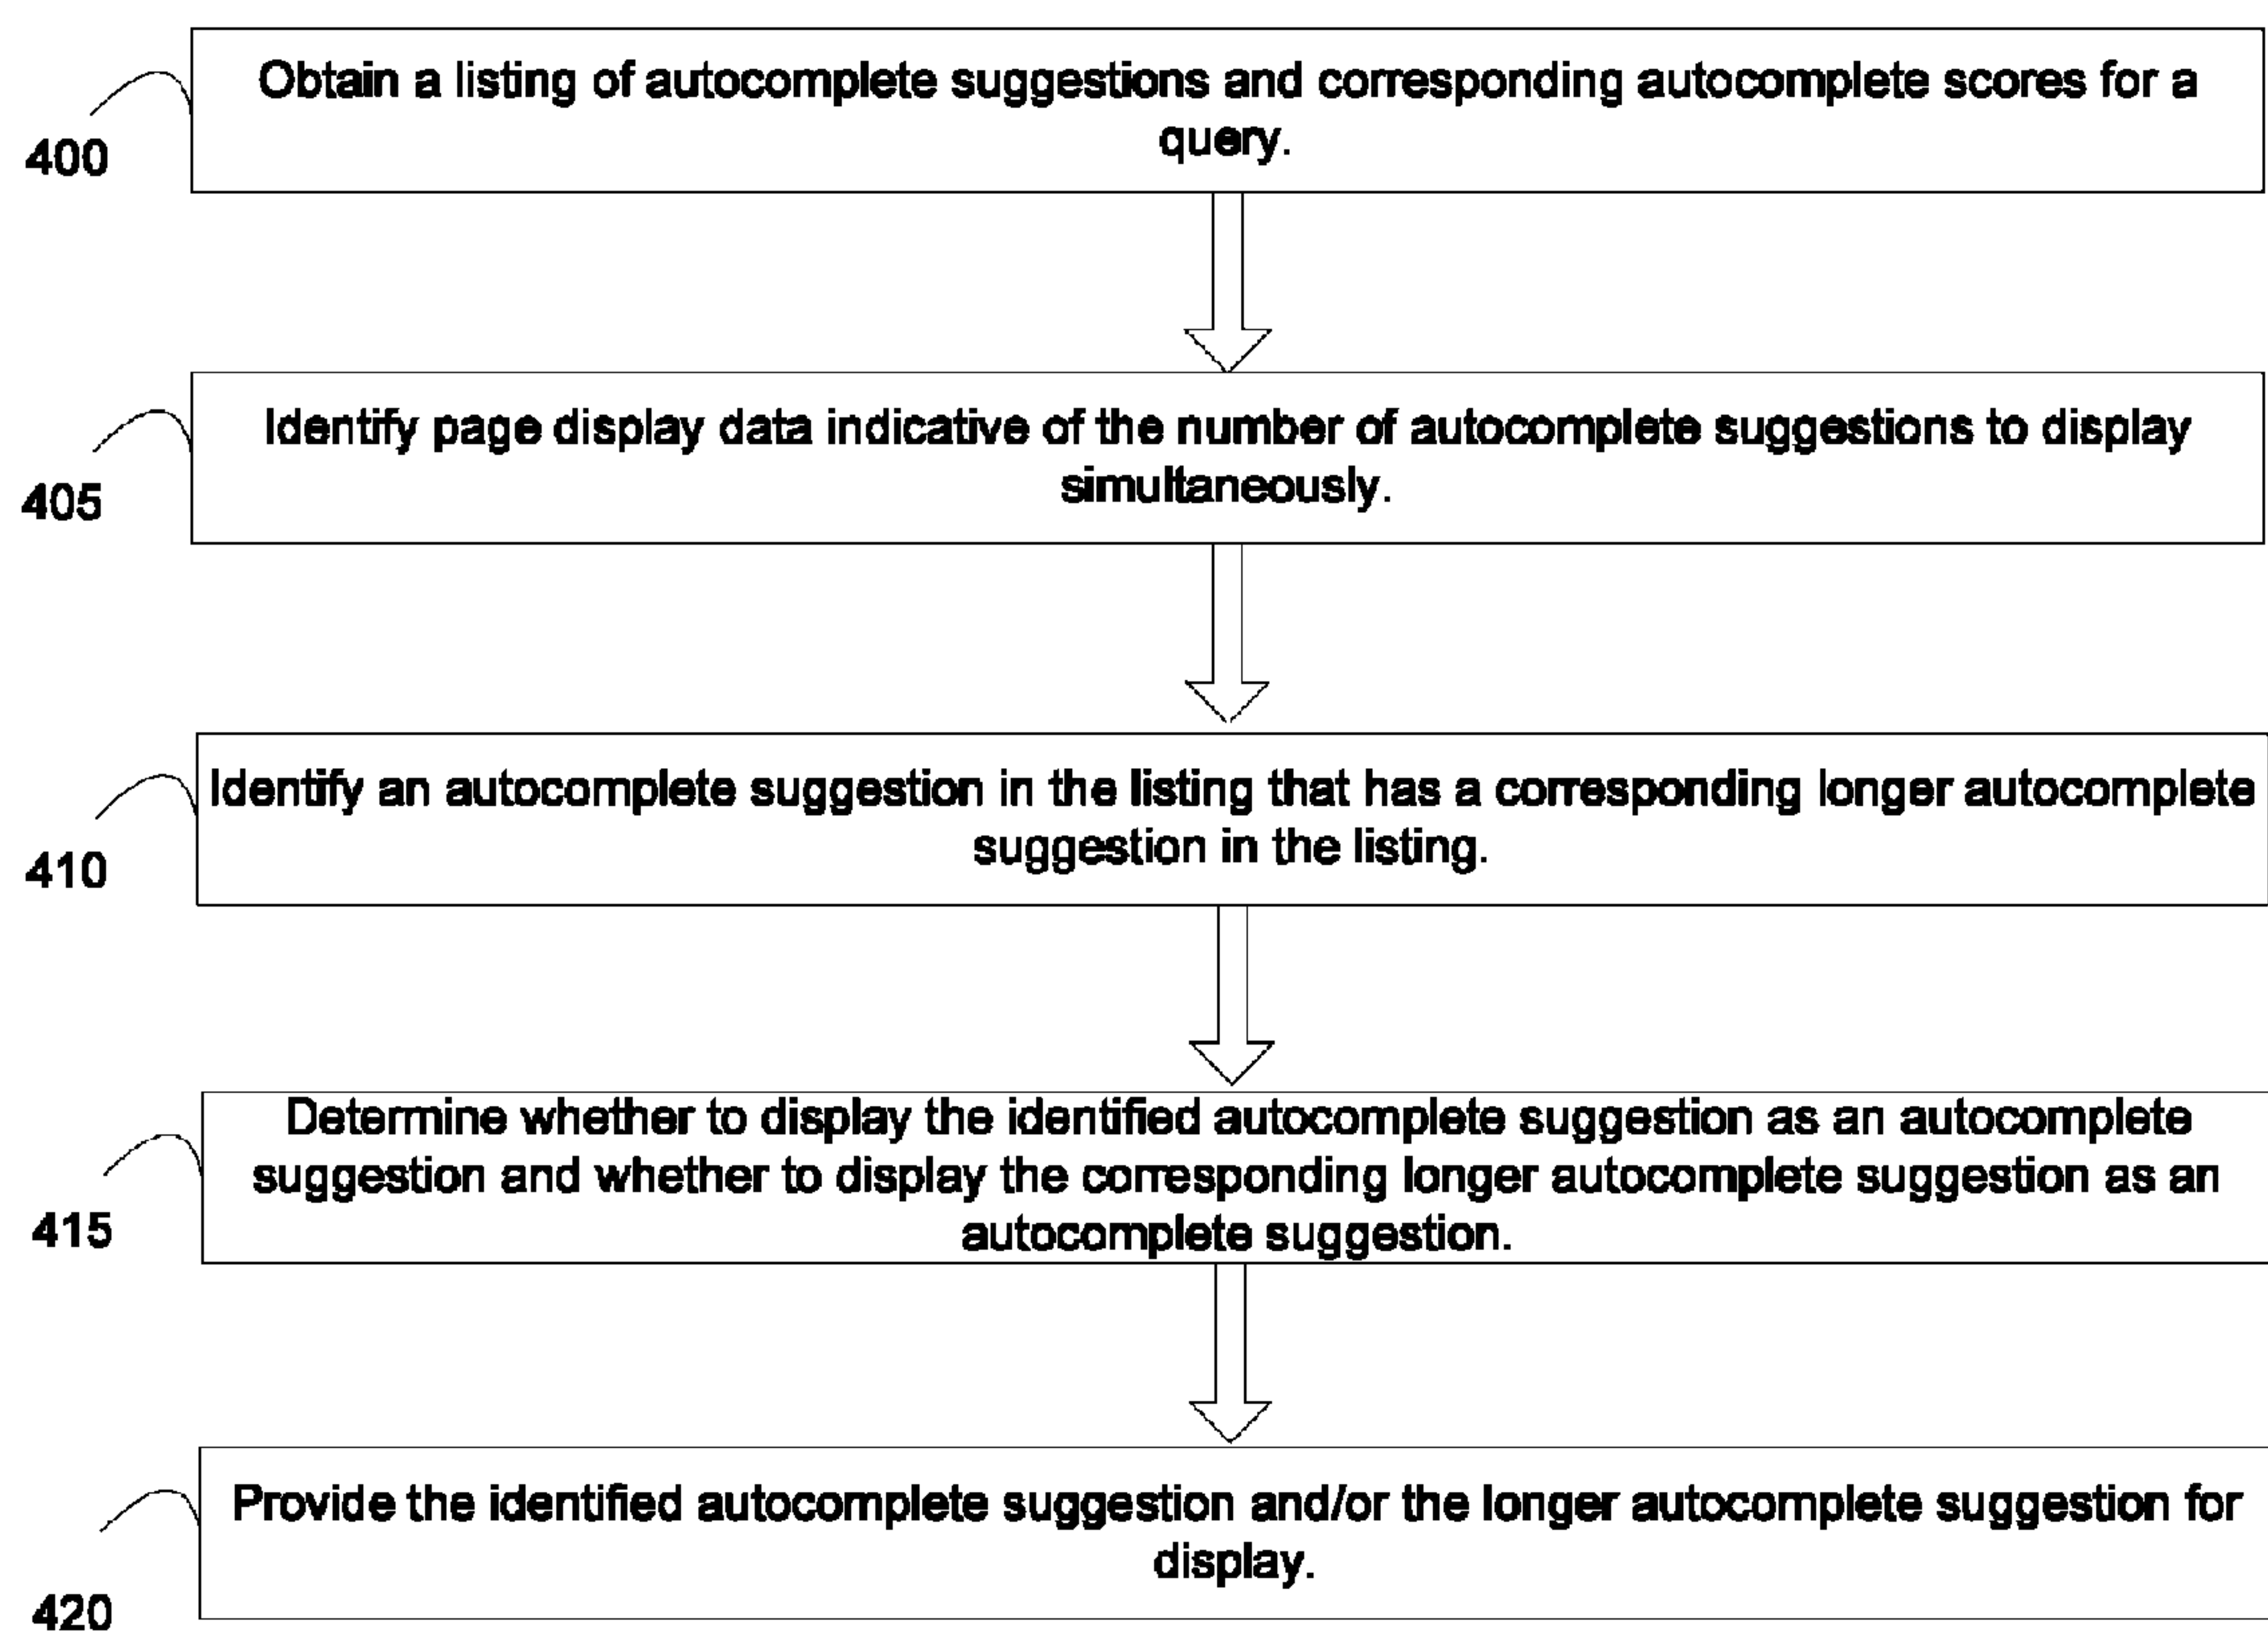 Obtain a listing of autocomplete suggestions and corresponding autocomplete scores for a
query.
400
Identify page display data indicative of the number of autocomplete suggestions to display
simultaneously.
405
Identify an autocomplete suggestion in the listing that has a corresponding longer autocomplete
suggestion in the listing.
410
Determine whether to display the identified autocomplete suggestion as an autocomplete
suggestion and whether to display the corresponding longer autocomplete suggestion as an
autocomplete suggestion.
415
Provide the identified autocomplete suggestion and/or the longer autocomplete suggestion for
display.
420